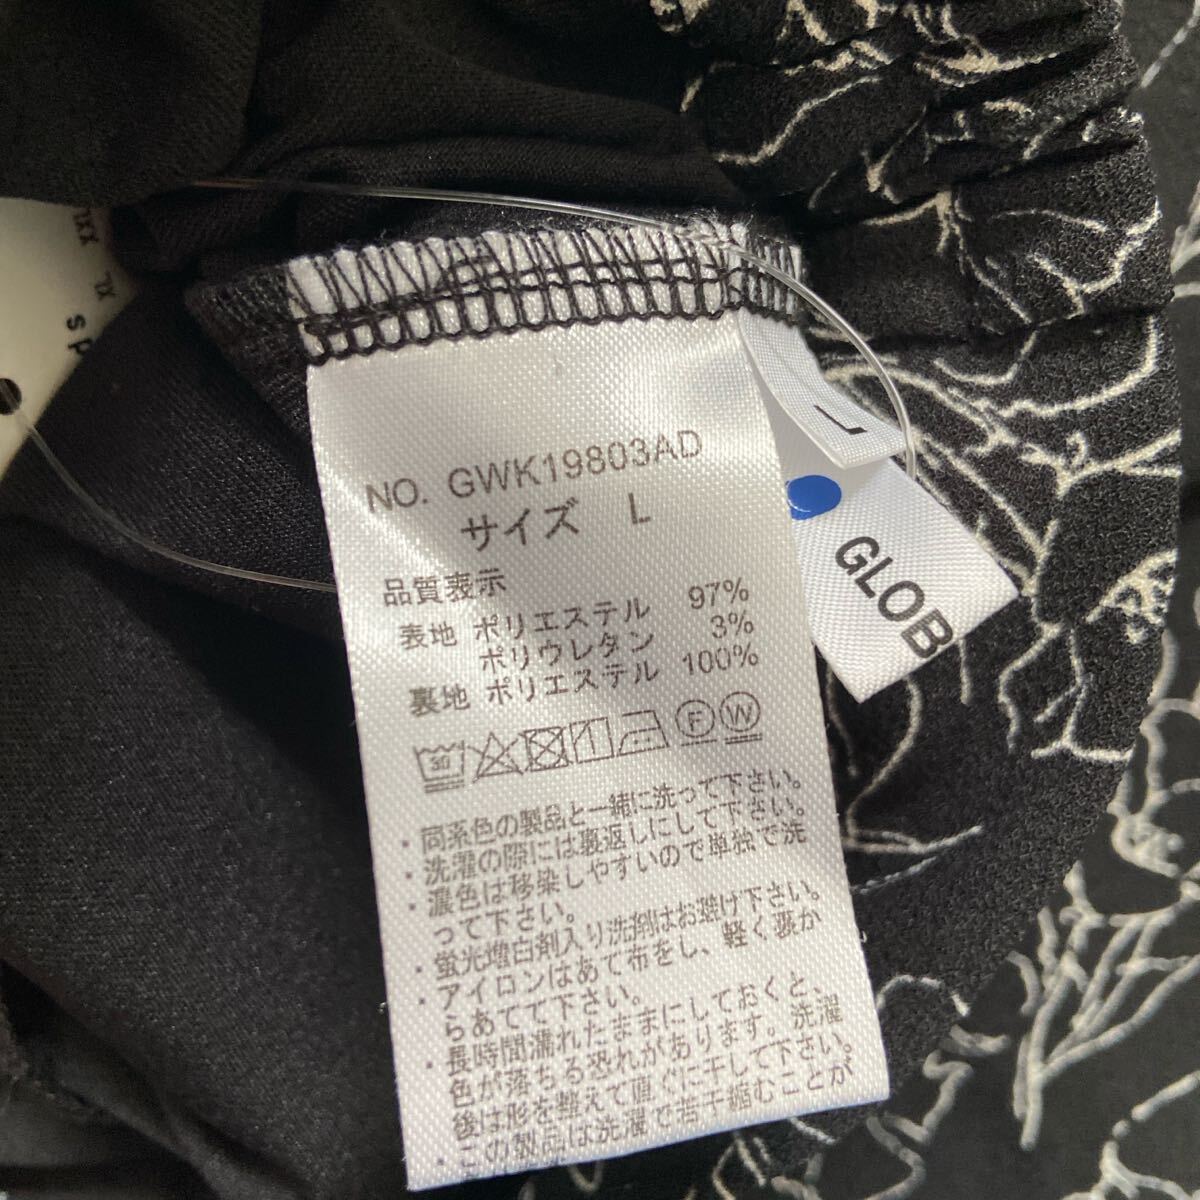 NO. GWK19803AD
サイズ L
品質表示
表地 ポリエステル 97%
ポリウレタン 3%
裏地 ポリエステル 100%
30 F W
・同系色の製品と一緒に洗って下さい。
・洗濯の際には裏返しにして下さい。
・濃色は移染しやすいので単独で洗
って下さい。
・蛍光増白剤入り洗剤はお避け下さい。
・アイロンはあて布をし、軽く裏か
らあてて下さい。
・長時間濡れたままにしておくと、
色が落ちる恐れがあります。洗濯
後は形を整えて直ぐに干して下さい。
・この製品は洗濯で若干縮むことが
L
GLOB
XL